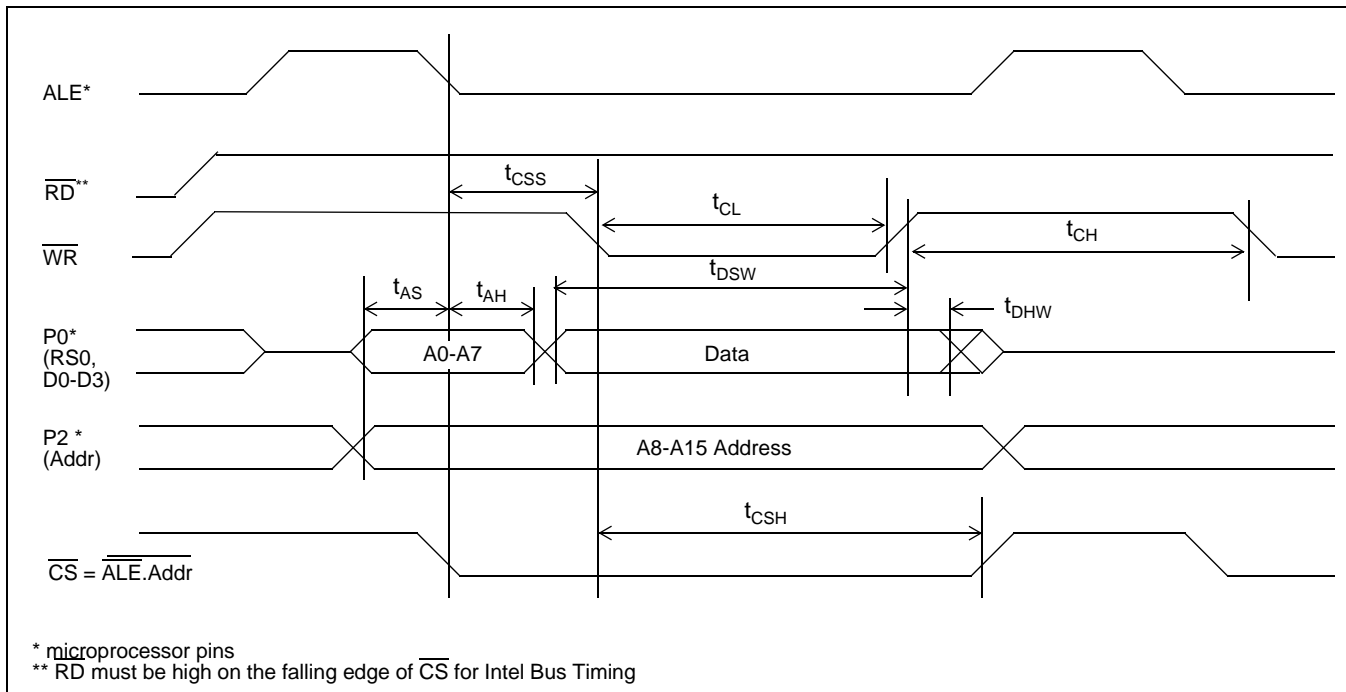 ALE*
RD**
tCSS
tCL
tCH
WR
tDSW
tAS
tAH
tDHW
P0*
(RS0,
D0-D3)
A0-A7
Data
P2 *
(Addr)
A8-A15 Address
tCSH
CS = ALE.Addr
* microprocessor pins
** RD must be high on the falling edge of CS for Intel Bus Timing